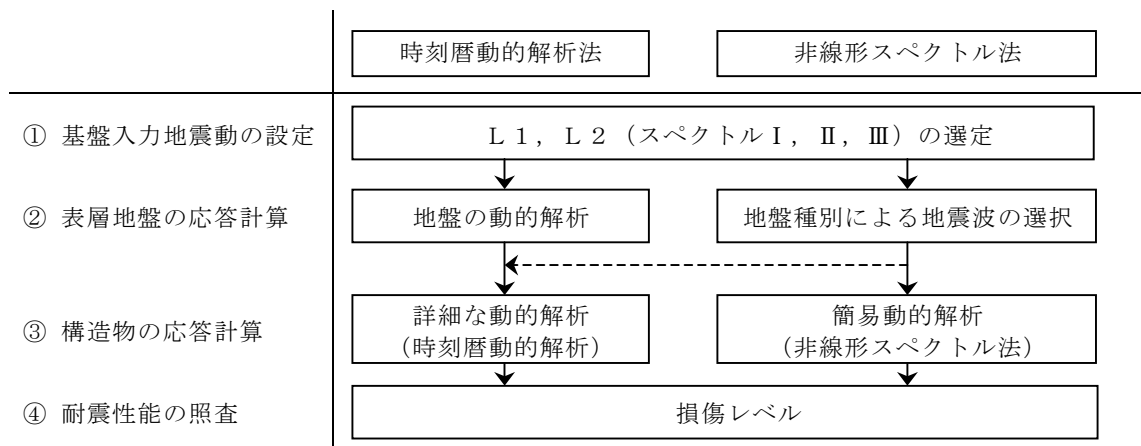 時刻暦動的解析法
非線形スペクトル法
① 基盤入力地震動の設定
Ｌ１，Ｌ２（スペクトルⅠ，Ⅱ，Ⅲ）の選定
② 表層地盤の応答計算
地盤の動的解析
地盤種別による地震波の選択
③ 構造物の応答計算
詳細な動的解析
（時刻暦動的解析）
簡易動的解析
（非線形スペクトル法）
④ 耐震性能の照査
損傷レベル